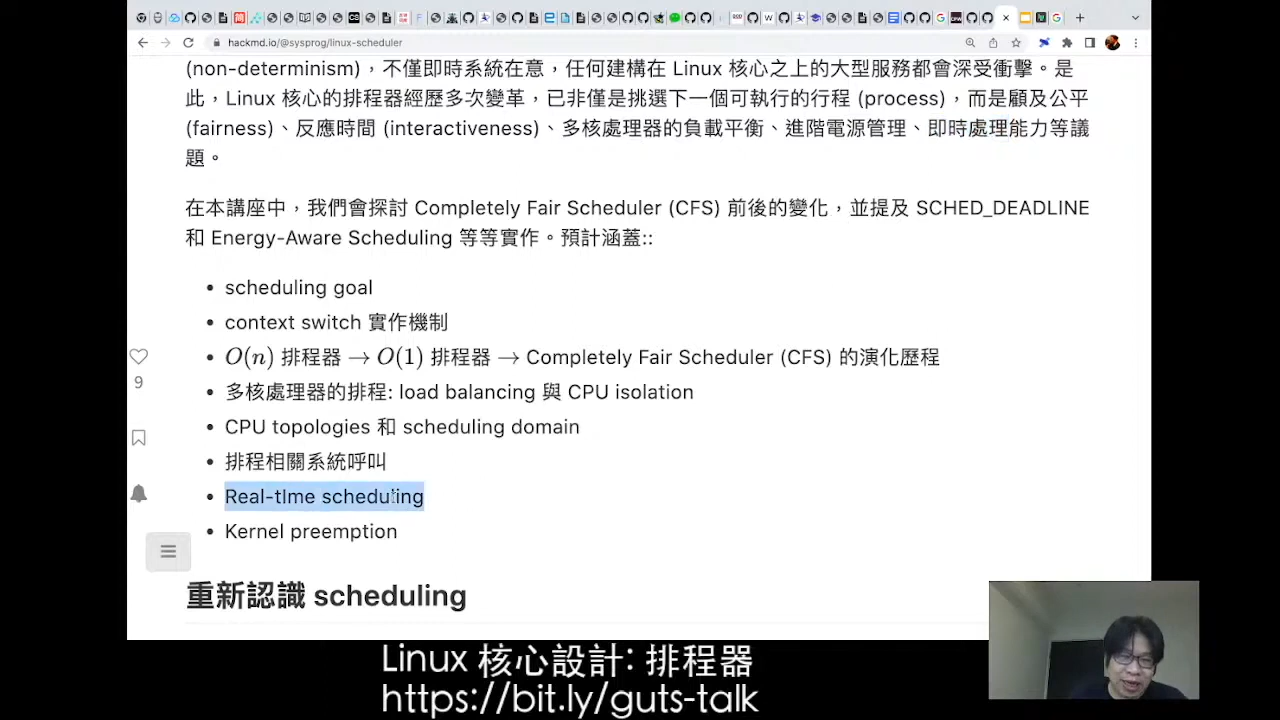 hackmd.io/@sysprog/linux-scheduler
(non-determinism)，不僅即時系統在意，任何建構在 Linux 核心之上的大型服務都會深受衝擊。是
此，Linux 核心的排程器經歷多次變革，已非僅是挑選下一個可執行的行程 (process)，而是顧及公平
(fairness)、反應時間 (interactiveness)、多核處理器的負載平衡、進階電源管理、即時處理能力等議
題。
在本講座中，我們會探討 Completely Fair Scheduler (CFS) 前後的變化，並提及 SCHED_DEADLINE
和 Energy-Aware Scheduling 等等實作。預計涵蓋::
• scheduling goal
• context switch 實作機制
• O(n) 排程器 → O(1) 排程器 → Completely Fair Scheduler (CFS) 的演化歷程
9
• 多核處理器的排程: load balancing 與 CPU isolation
• CPU topologies 和 scheduling domain
• 排程相關系統呼叫
• Real-tIme scheduling
• Kernel preemption
重新認識 scheduling
Linux 核心設計: 排程器
https://bit.ly/guts-talk